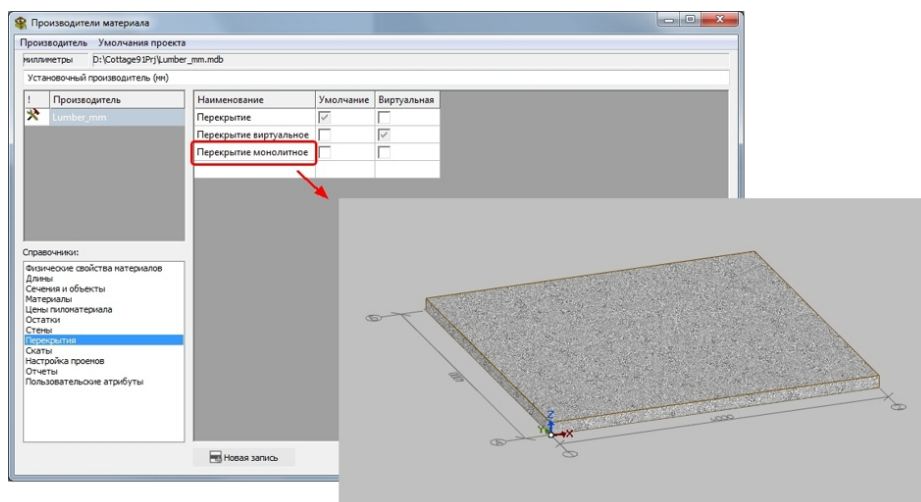 Производители материала
Производитель Умолчания проекта
миллиметры D:\Cottage91Prj\Lumber_mm.mdb
Установочный производитель (мм)
! Производитель
Lumber_mm
Наименование Умолчание Виртуальная
Перекрытие
Перекрытие виртуальное
Перекрытие монолитное
Справочники:
Физические свойства материалов
Длины
Сечения и объекты
Материалы
Цены пиломатериала
Остатки
Стены
Перекрытия
Скаты
Настройка проемов
Отчеты
Пользовательские атрибуты
Новая запись
Z
Y
X